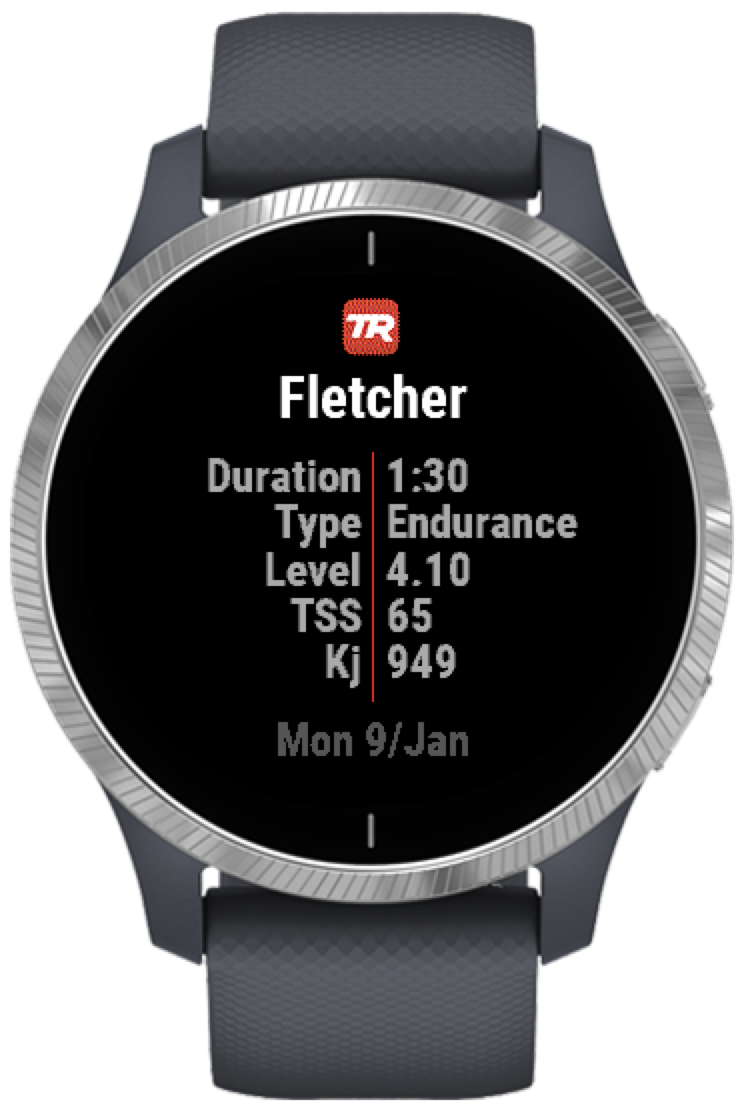 TR
Fletcher
Duration 1:30
Type Endurance
Level 4.10
TSS 65
Kj 949
Mon 9/Jan